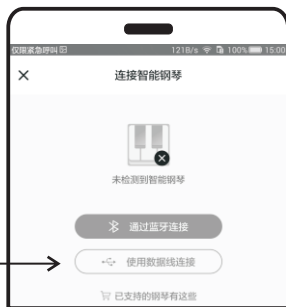 仅限紧急呼叫 121B/s 100% 15:00
连接智能钢琴
未检测到智能钢琴
通过蓝牙连接
使用数据线连接
已支持的钢琴有这些